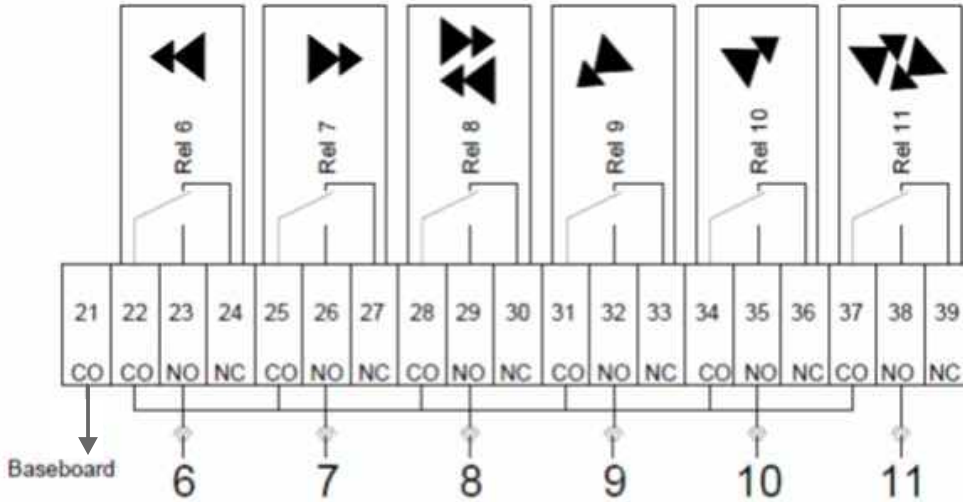 Rel 6 Rel 7 Rel 8 Rel 9 Rel 10 Rel 11
21 22 23 24 25 26 27 28 29 30 31 32 33 34 35 36 37 38 39
CO CO NO NC CO NO NC CO NO NC CO NO NC CO NO NC CO NO NC
Baseboard 6 7 8 9 10 11